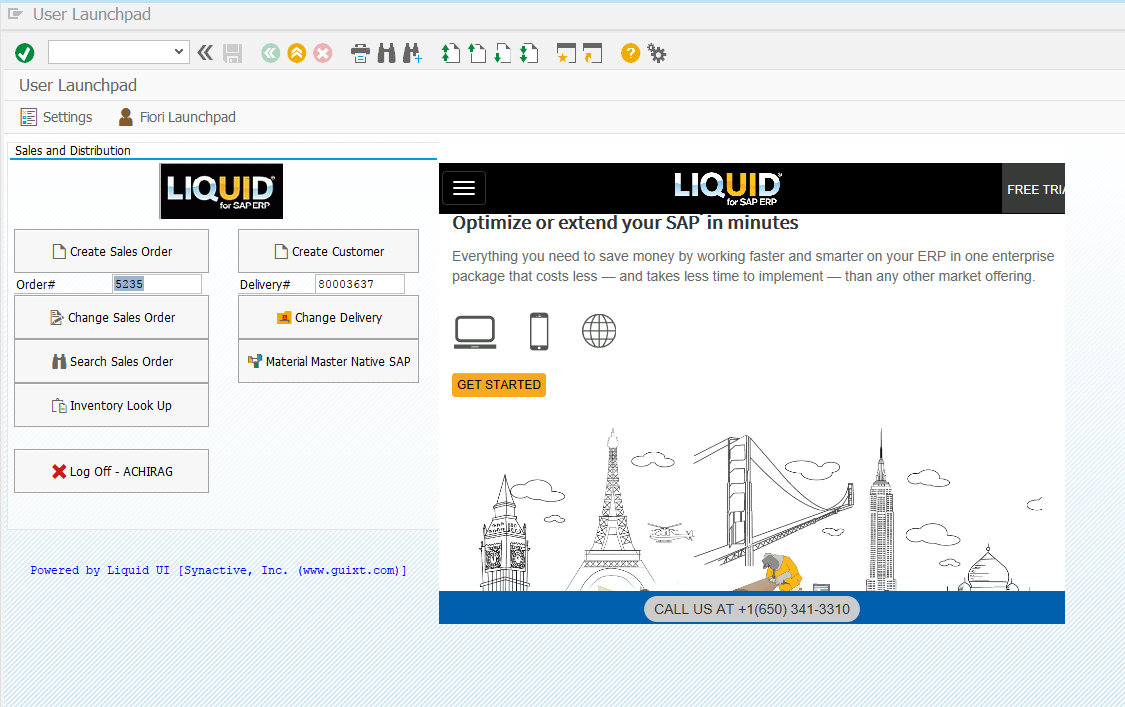 User Launchpad
User Launchpad
Settings
Fiori Launchpad
Sales and Distribution
LIQUID
for SAP ERP
Create Sales Order
Create Customer
Order#
5235
Delivery#
80003637
Change Sales Order
Change Delivery
Search Sales Order
Material Master Native SAP
Inventory Look Up
Log Off - ACHIRAG
Powered by Liquid UI [Synactive, Inc. (www.guixt.com)]
LIQUID
for SAP ERP
FREE TRIA
Optimize or extend your SAP in minutes
Everything you need to save money by working faster and smarter on your ERP in one enterprise
package that costs less — and takes less time to implement — than any other market offering.
GET STARTED
CALL US AT +1(650) 341-3310